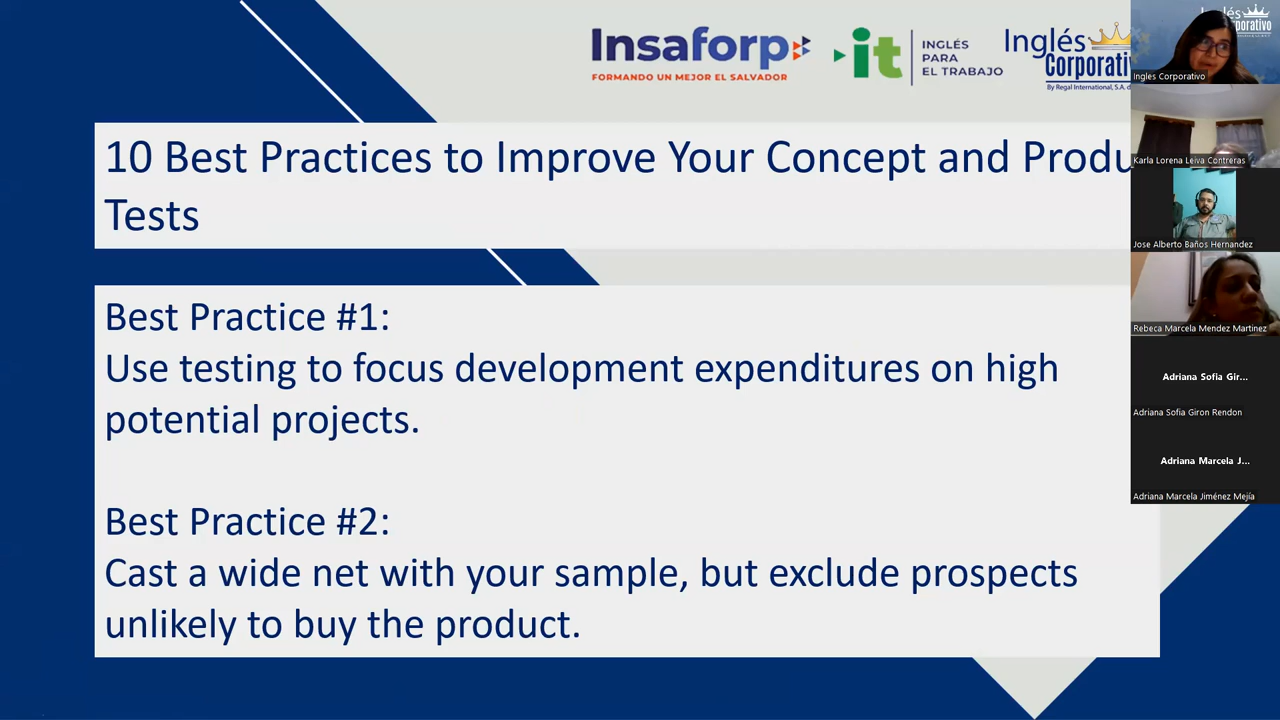 Insaforp
FORMANDO UN MEJOR EL SALVADOR
it
INGLÉS
PARA
EL TRABAJO
Inglés
Corporati
By Regal International, S.A. d
10 Best Practices to Improve Your Concept and Produ
Tests
Best Practice #1:
Use testing to focus development expenditures on high
potential projects.
Best Practice #2:
Cast a wide net with your sample, but exclude prospects
unlikely to buy the product.
Ingles Corporativo
Karla Lorena Leiva Contreras
Jose Alberto Baños Hernandez
Rebeca Marcela Mendez Martinez
Adriana Sofia Gir...
Adriana Sofia Giron Rendon
Adriana Marcela J...
Adriana Marcela Jiménez Mejía